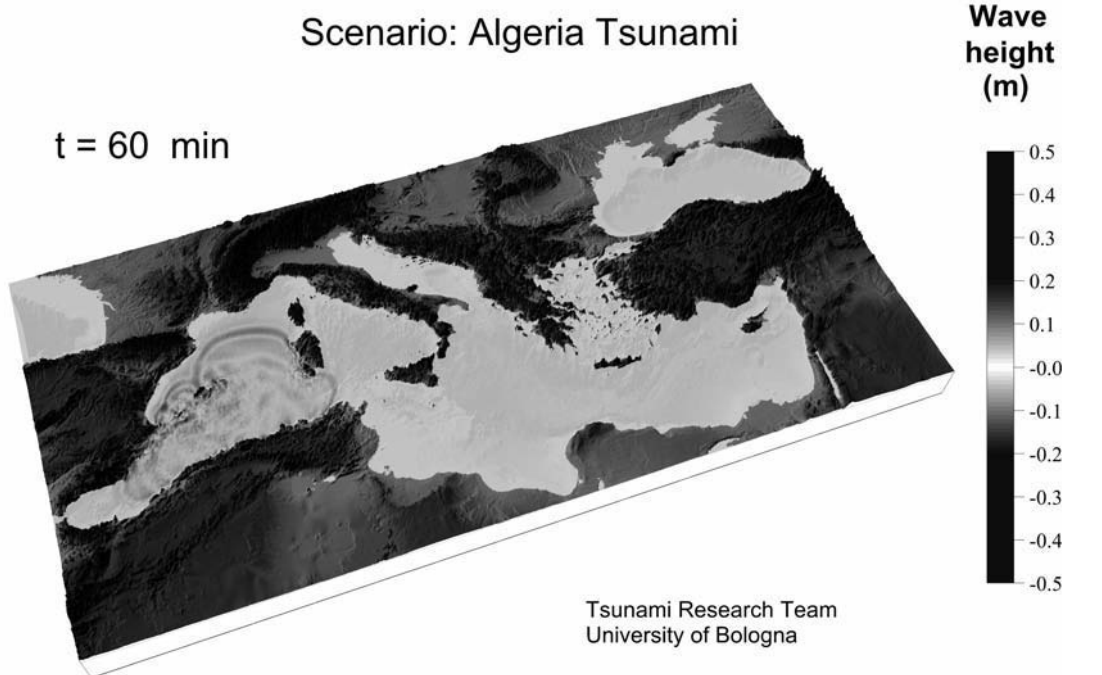 Scenario: Algeria Tsunami
Wave
height
(m)
t = 60 min
0.5
0.4
0.3
0.2
0.1
-0.0
-0.1
-0.2
-0.3
-0.4
-0.5
Tsunami Research Team
University of Bologna